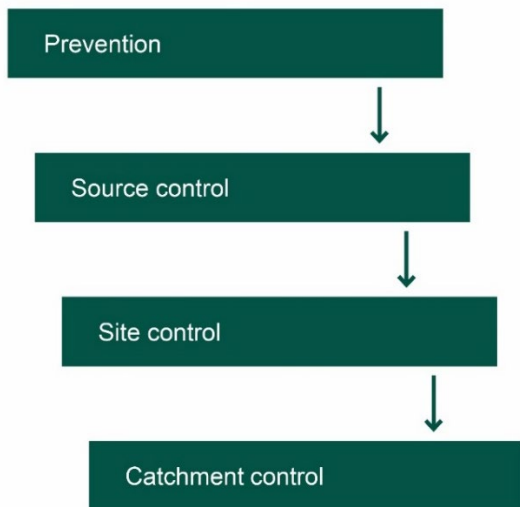 Prevention
Source control
Site control
Catchment control